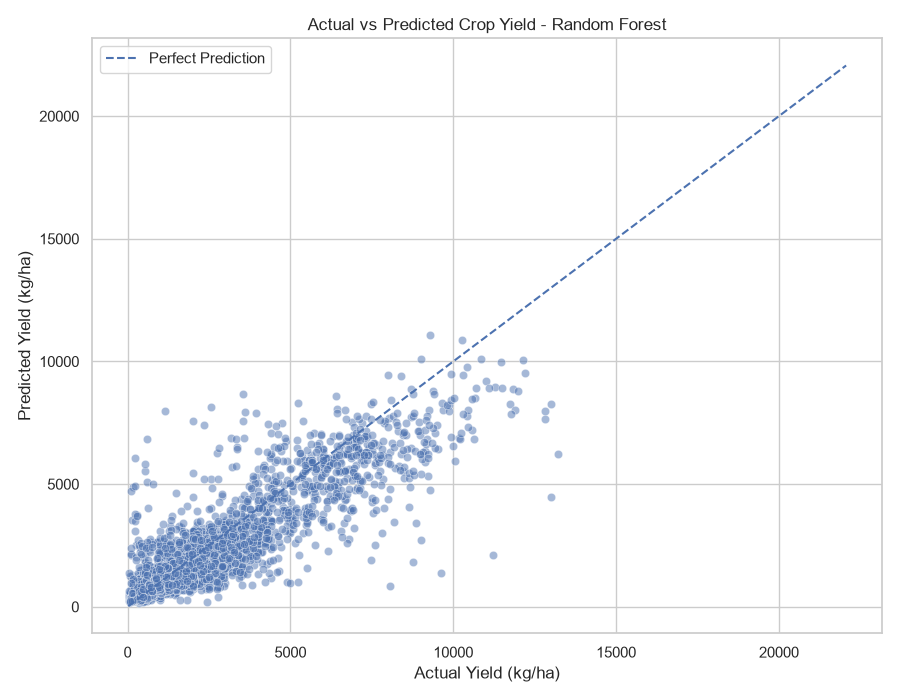 Actual vs Predicted Crop Yield - Random Forest
Perfect Prediction
20000
15000
10000
5000
0
Predicted Yield (kg/ha)
0 5000 10000 15000 20000
Actual Yield (kg/ha)